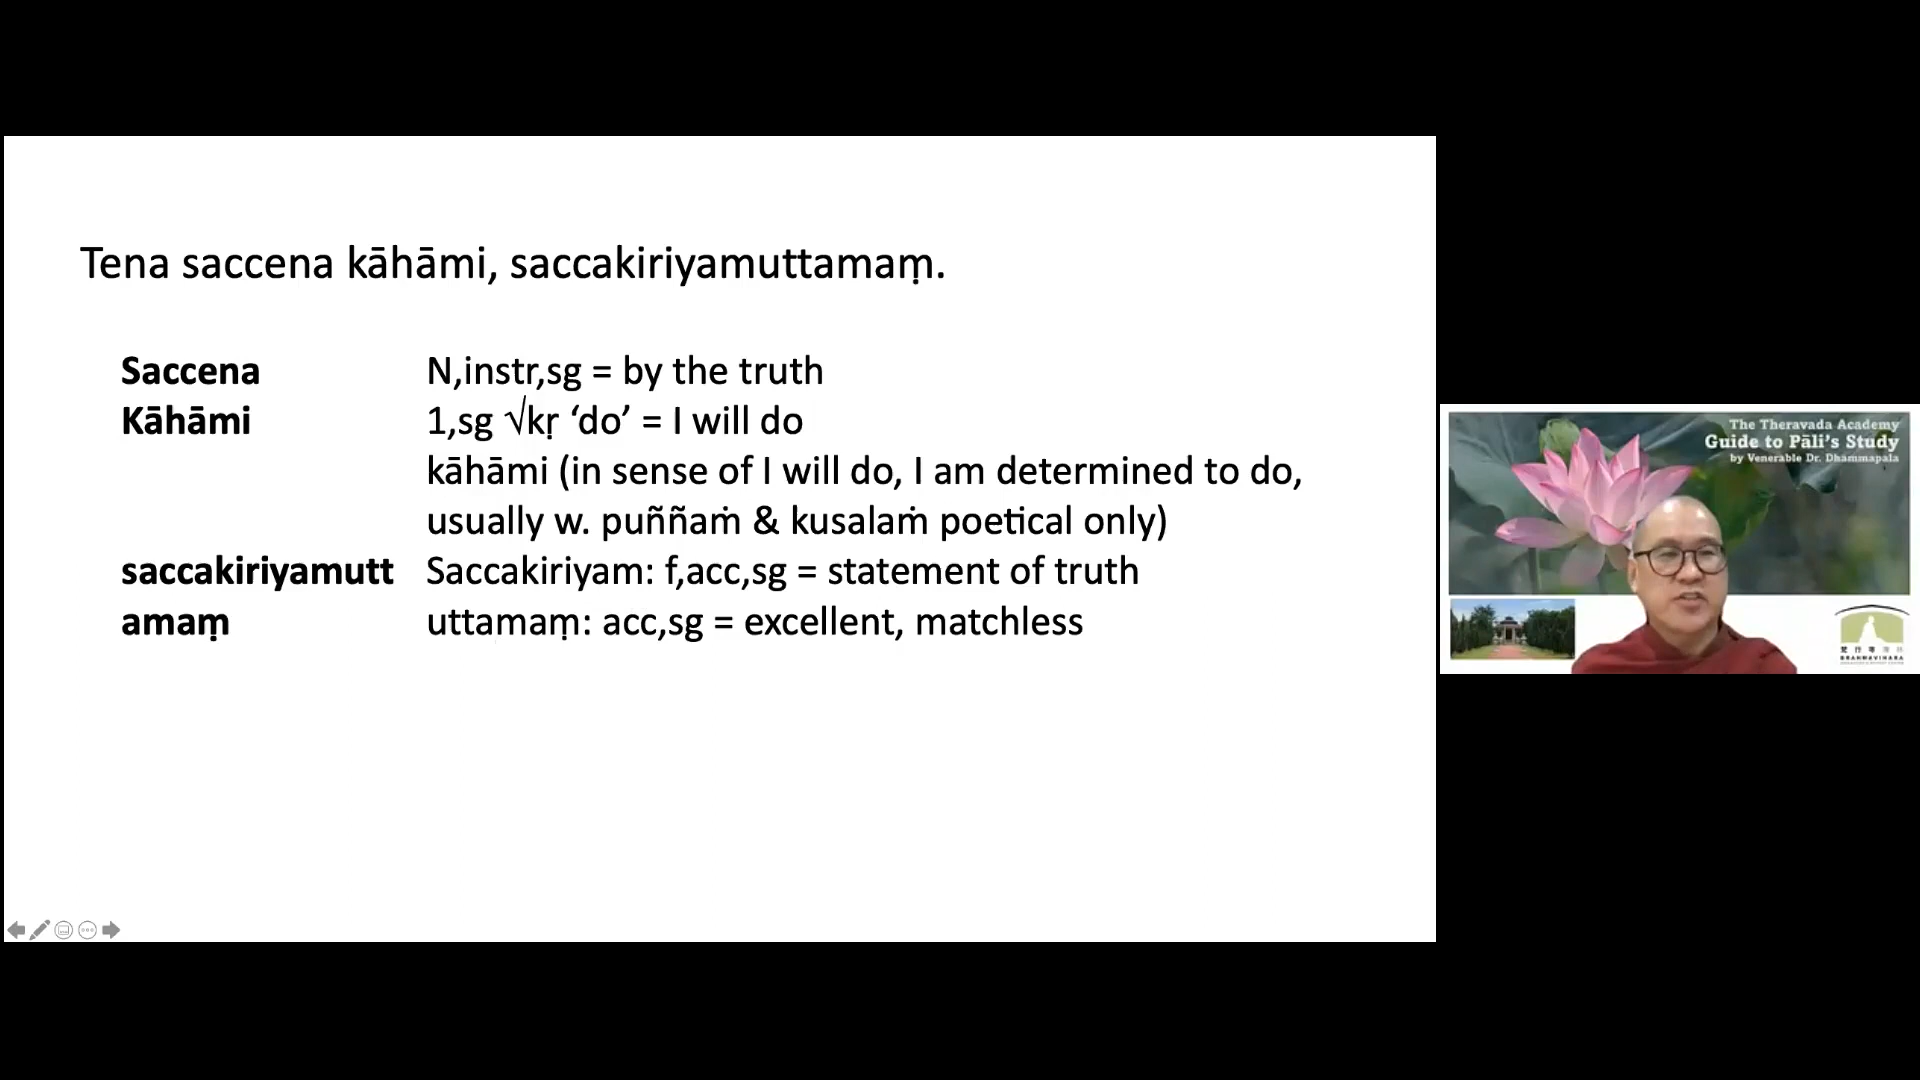 Tena saccena kāhāmi, saccakiriyamuttamaṃ.
Saccena N,instr,sg = by the truth
Kāhāmi 1,sg √kṛ ‘do’ = I will do
kāhāmi (in sense of I will do, I am determined to do,
usually w. puññaṁ & kusalaṁ poetical only)
saccakiriyamutt Saccakiriyam: f,acc,sg = statement of truth
amaṃ uttamaṃ: acc,sg = excellent, matchless
The Theravada Academy
Guide to Pāli’s Study
by Venerable Dr. Dhammapala
BRAHMAVIHARA